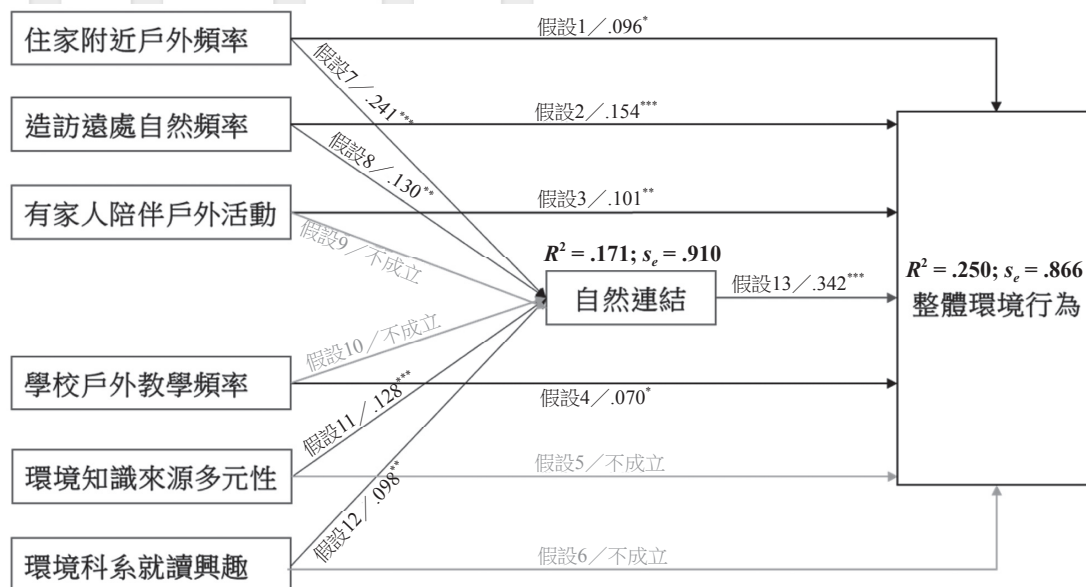 住家附近戶外頻率
假設1／.096*
假設7／.241***
造訪遠處自然頻率
假設2／.154***
假設8／.130**
有家人陪伴戶外活動
假設3／.101**
假設9／不成立
R² = .171; sₑ = .910
自然連結
假設13／.342***
R² = .250; sₑ = .866
整體環境行為
假設10／不成立
學校戶外教學頻率
假設4／.070*
假設11／.128***
環境知識來源多元性
假設5／不成立
假設12／.098**
環境科系就讀興趣
假設6／不成立